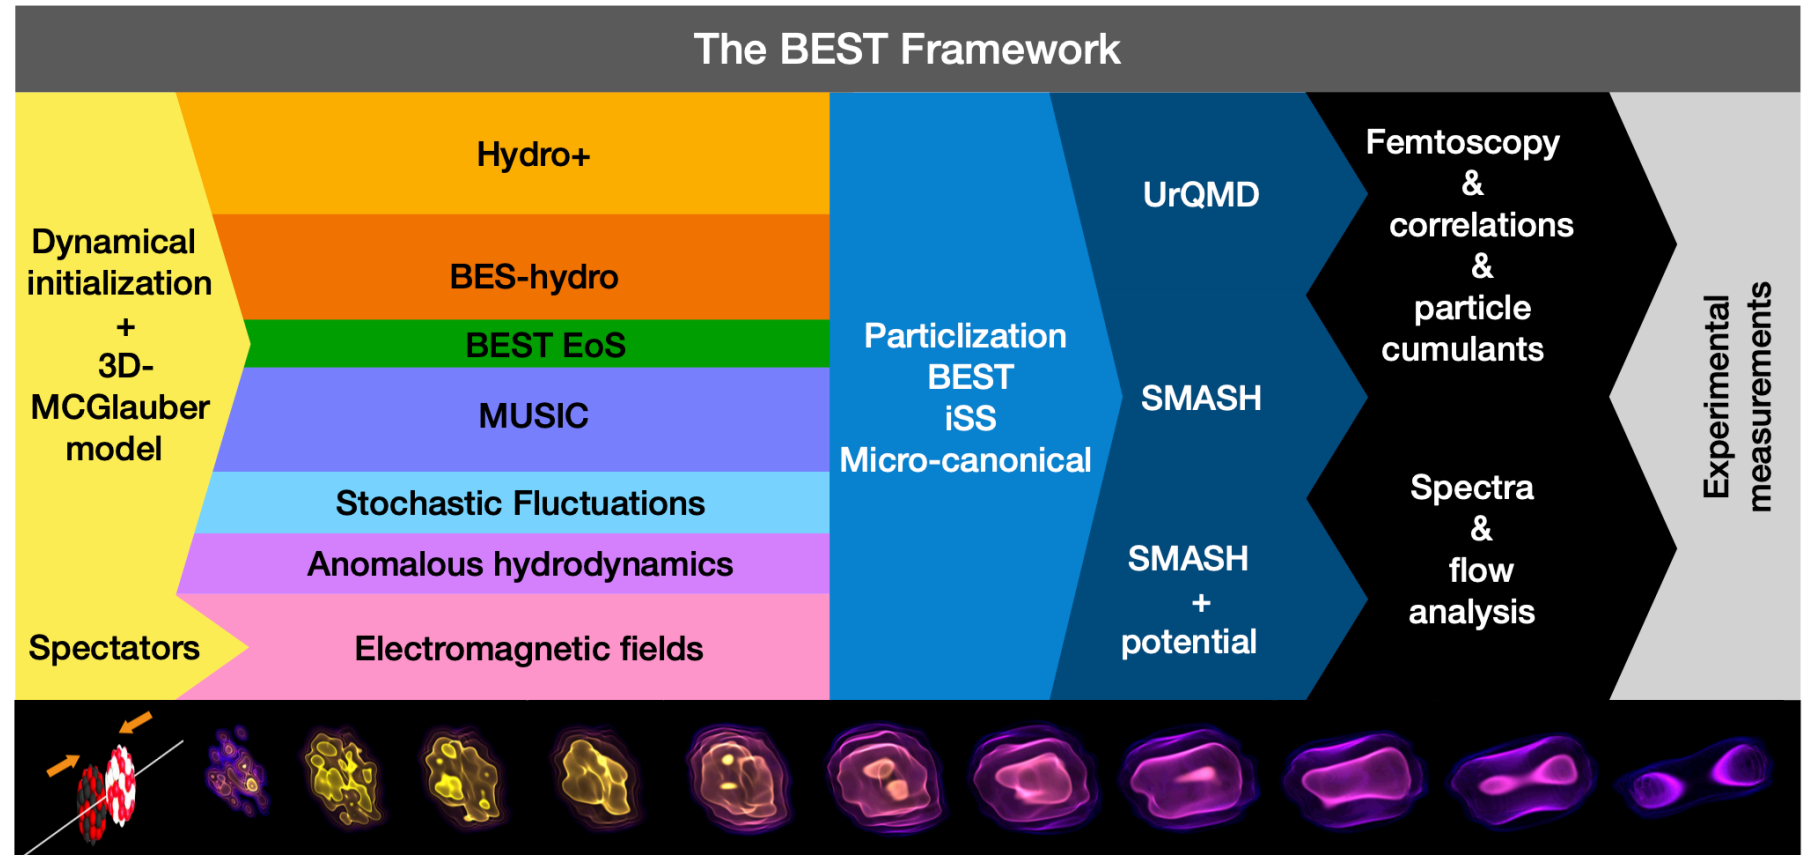 The BEST Framework
Dynamical
initialization
+
3D-
MCGlauber
model
Spectators
Hydro+
BES-hydro
BEST EoS
MUSIC
Stochastic Fluctuations
Anomalous hydrodynamics
Electromagnetic fields
Particlization
BEST
iSS
Micro-canonical
UrQMD
SMASH
SMASH
+
potential
Femtoscopy
&
correlations
&
particle
cumulants
Spectra
&
flow
analysis
Experimental
measurements